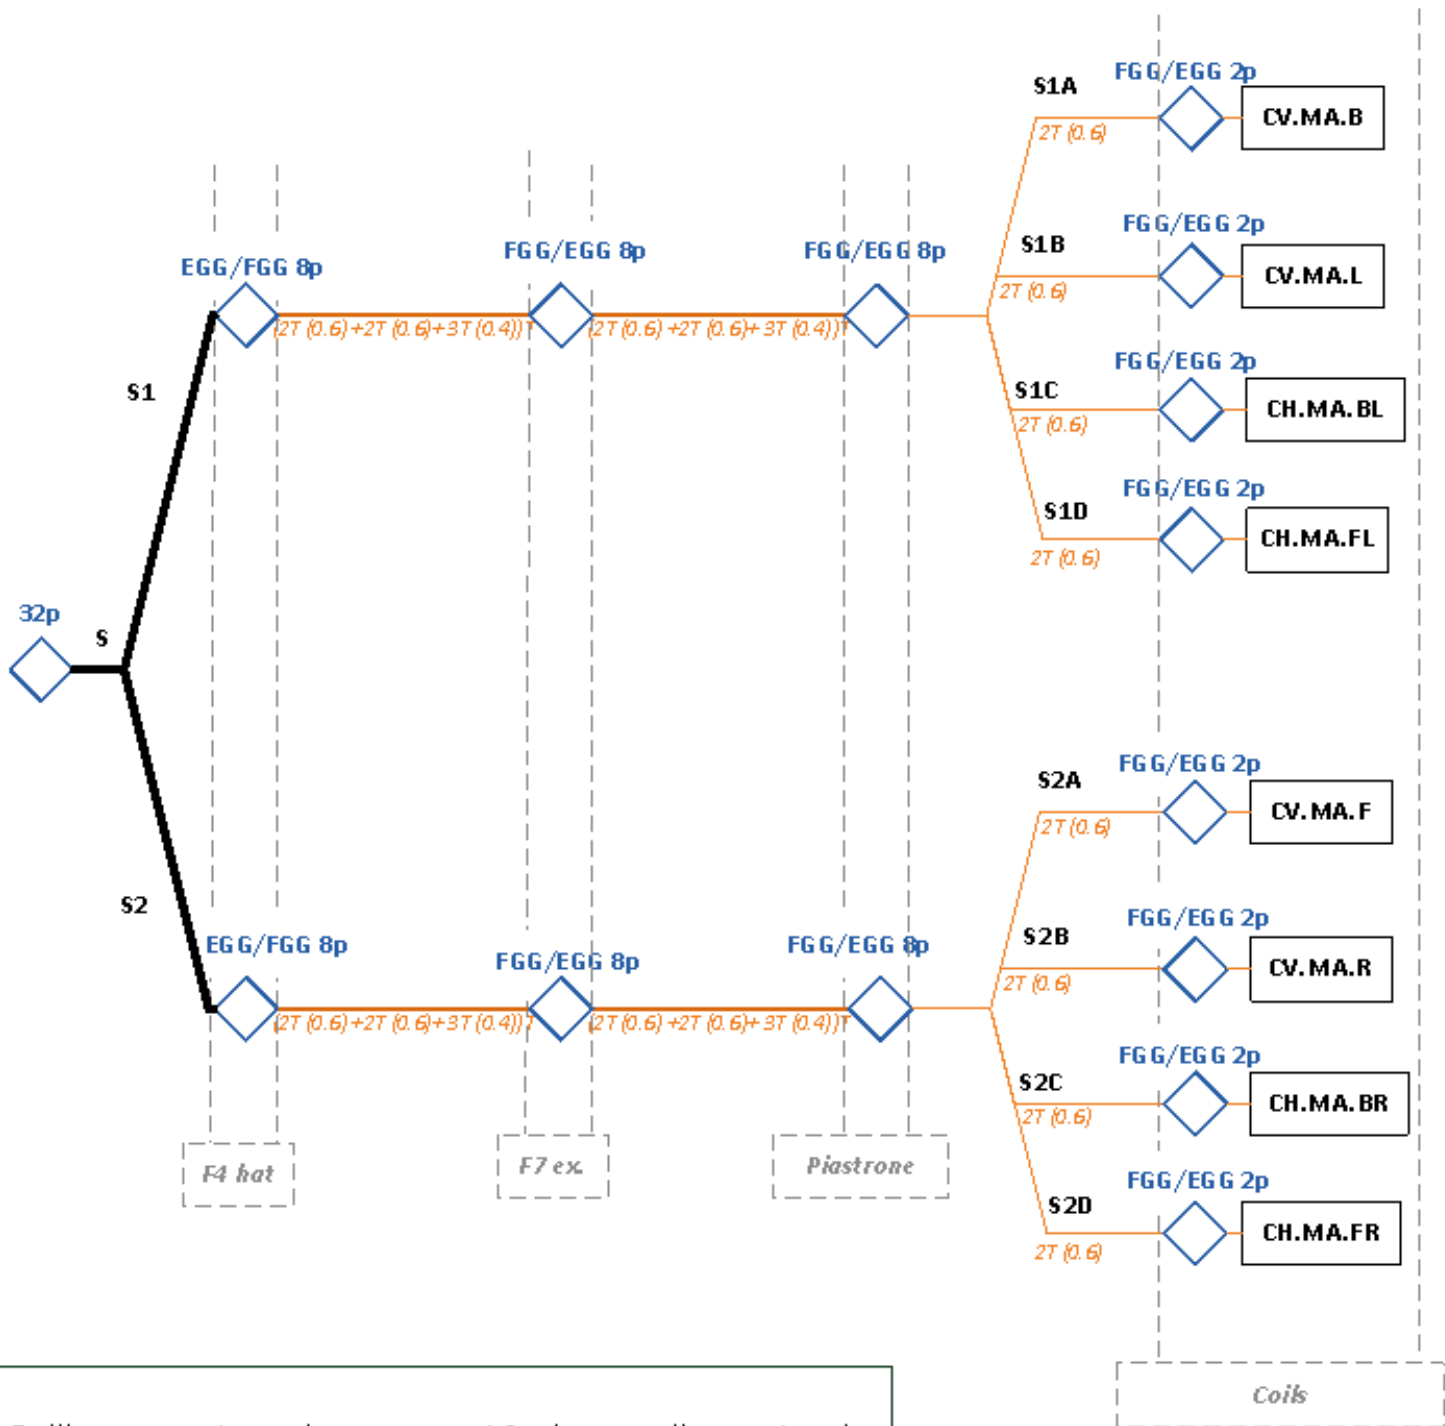 S1A
FGG/EGG 2p
CV.MA.B
2T (0.6)
S1B
FGG/EGG 2p
CV.MA.L
2T (0.6)
EGG/FGG 8p
FGG/EGG 8p
FGG/EGG 8p
(2T (0.6)+2T (0.6)+3T (0.4))T
(2T (0.6) +2T (0.6)+3T (0.4))T
S1
S1C
FGG/EGG 2p
CH.MA.BL
2T (0.6)
S1D
FGG/EGG 2p
CH.MA.FL
2T (0.6)
32p
S
S2A
FGG/EGG 2p
CV.MA.F
2T (0.6)
S2
S2B
FGG/EGG 2p
CV.MA.R
2T (0.6)
EGG/FGG 8p
FGG/EGG 8p
FGG/EGG 8p
(2T (0.6)+2T (0.6)+3T (0.4))T
(2T (0.6) +2T (0.6)+3T (0.4))T
S2C
FGG/EGG 2p
CH.MA.BR
2T (0.6)
S2D
FGG/EGG 2p
CH.MA.FR
2T (0.6)
F4 hat
F7 ex.
Piastrone
Coils